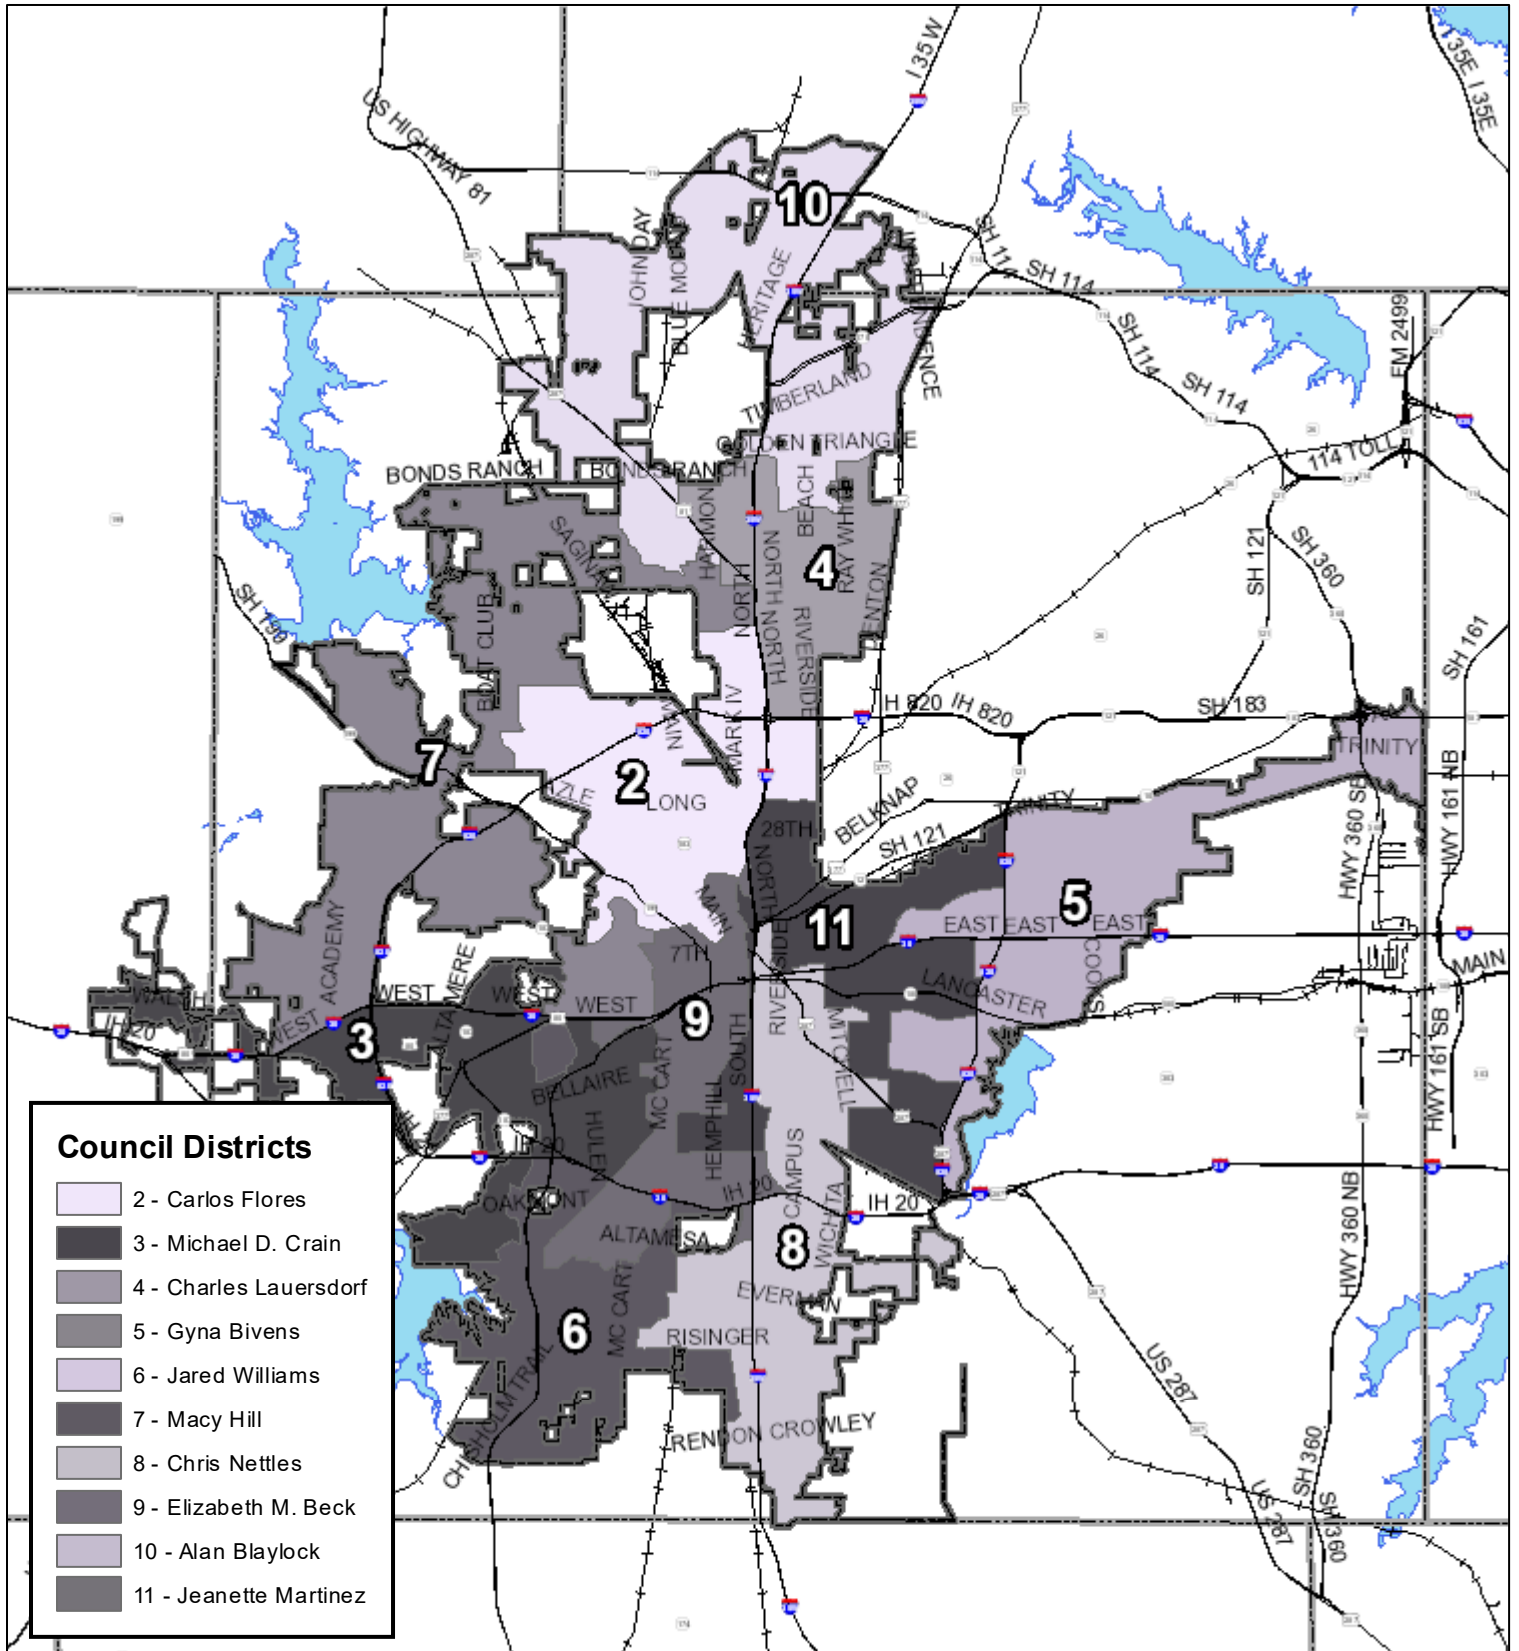 I 35W
I 35E
I 35E
US HIGHWAY 81
10
JOHN DAY
BLUE MOUND
HERITAGE
SH 114
SH 114
SH 114
SH 114
FM 2499
TIMBERLAND
GOLDEN TRIANGLE
114 TOLL
BONDS RANCH
BONDS RANCH
HARMON
BEACH
RAY WHITE
SAGINAW
4
NORTH
NORTH
NORTH
DENTON
SH 121
SH 360
SH 199
BOAT CLUB
RIVERSIDE
SH 161
MARK IV
IH 820
IH 820
SH 183
TRINITY
7
2
AZLE
LONG
28TH
BELKNAP
TRINITY
SH 121
HWY 360 SB
HWY 161 NB
MAIN
NORTH
11
5
EAST
EAST
EAST
ACADEMY
7TH
RIVERSIDE
LANCASTER
COOKS
MAIN
WALSH
WEST
ALTAMERE
WEST
WEST
IH 20
WEST
3
9
SOUTH
MITCHELL
HWY 161 SB
BELLAIRE
MC CART
HULEN
HEMPHILL
IH 20
OAKMONT
IH 20
CAMPUS
WICHITA
IH 20
HWY 360 NB
ALTAMESA
8
EVERMAN
6
MC CART
RISINGER
US 287
CHISHOLM TRAIL
RENDON CROWLEY
SH 360
US 287
SH 360
Council Districts
2 - Carlos Flores
3 - Michael D. Crain
4 - Charles Lauersdorf
5 - Gyna Bivens
6 - Jared Williams
7 - Macy Hill
8 - Chris Nettles
9 - Elizabeth M. Beck
10 - Alan Blaylock
11 - Jeanette Martinez